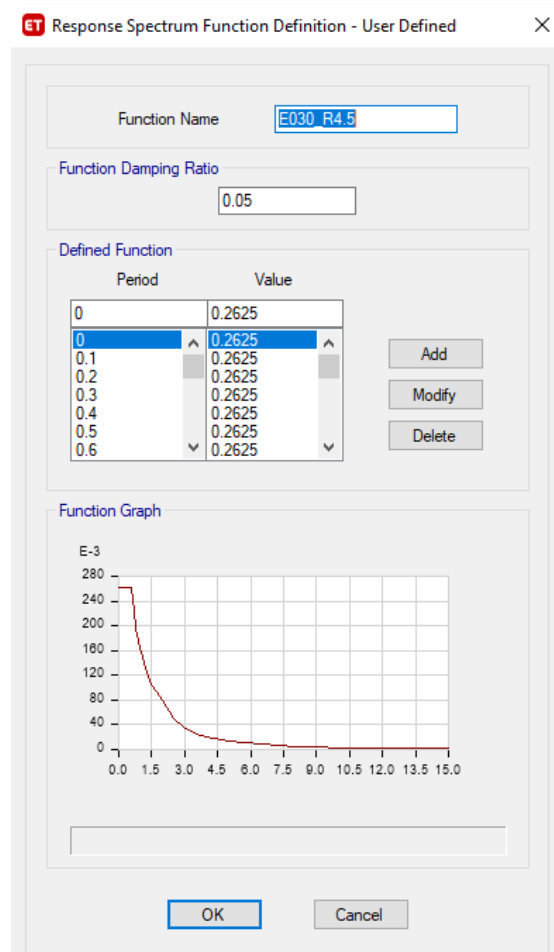 ET Response Spectrum Function Definition - User Defined
Function Name E030_R4.5
Function Damping Ratio
0.05
Defined Function
Period Value
0 0.2625
0 0.2625
0.1 0.2625
0.2 0.2625
0.3 0.2625
0.4 0.2625
0.5 0.2625
0.6 0.2625
Add
Modify
Delete
Function Graph
E-3
280
240
200
160
120
80
40
0
0.0 1.5 3.0 4.5 6.0 7.5 9.0 10.5 12.0 13.5 15.0
OK Cancel